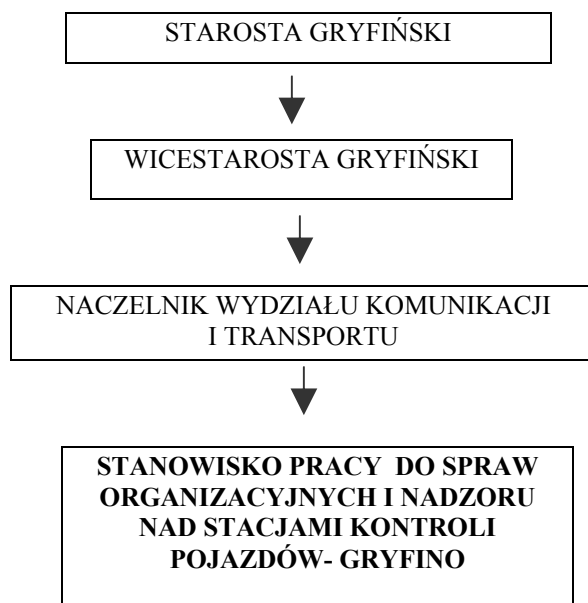 STAROSTA GRYFIŃSKI
WICESTAROSTA GRYFIŃSKI
NACZELNIK WYDZIAŁU KOMUNIKACJI
I TRANSPORTU
STANOWISKO PRACY DO SPRAW
ORGANIZACYJNYCH I NADZORU
NAD STACJAMI KONTROLI
POJAZDÓW- GRYFINO